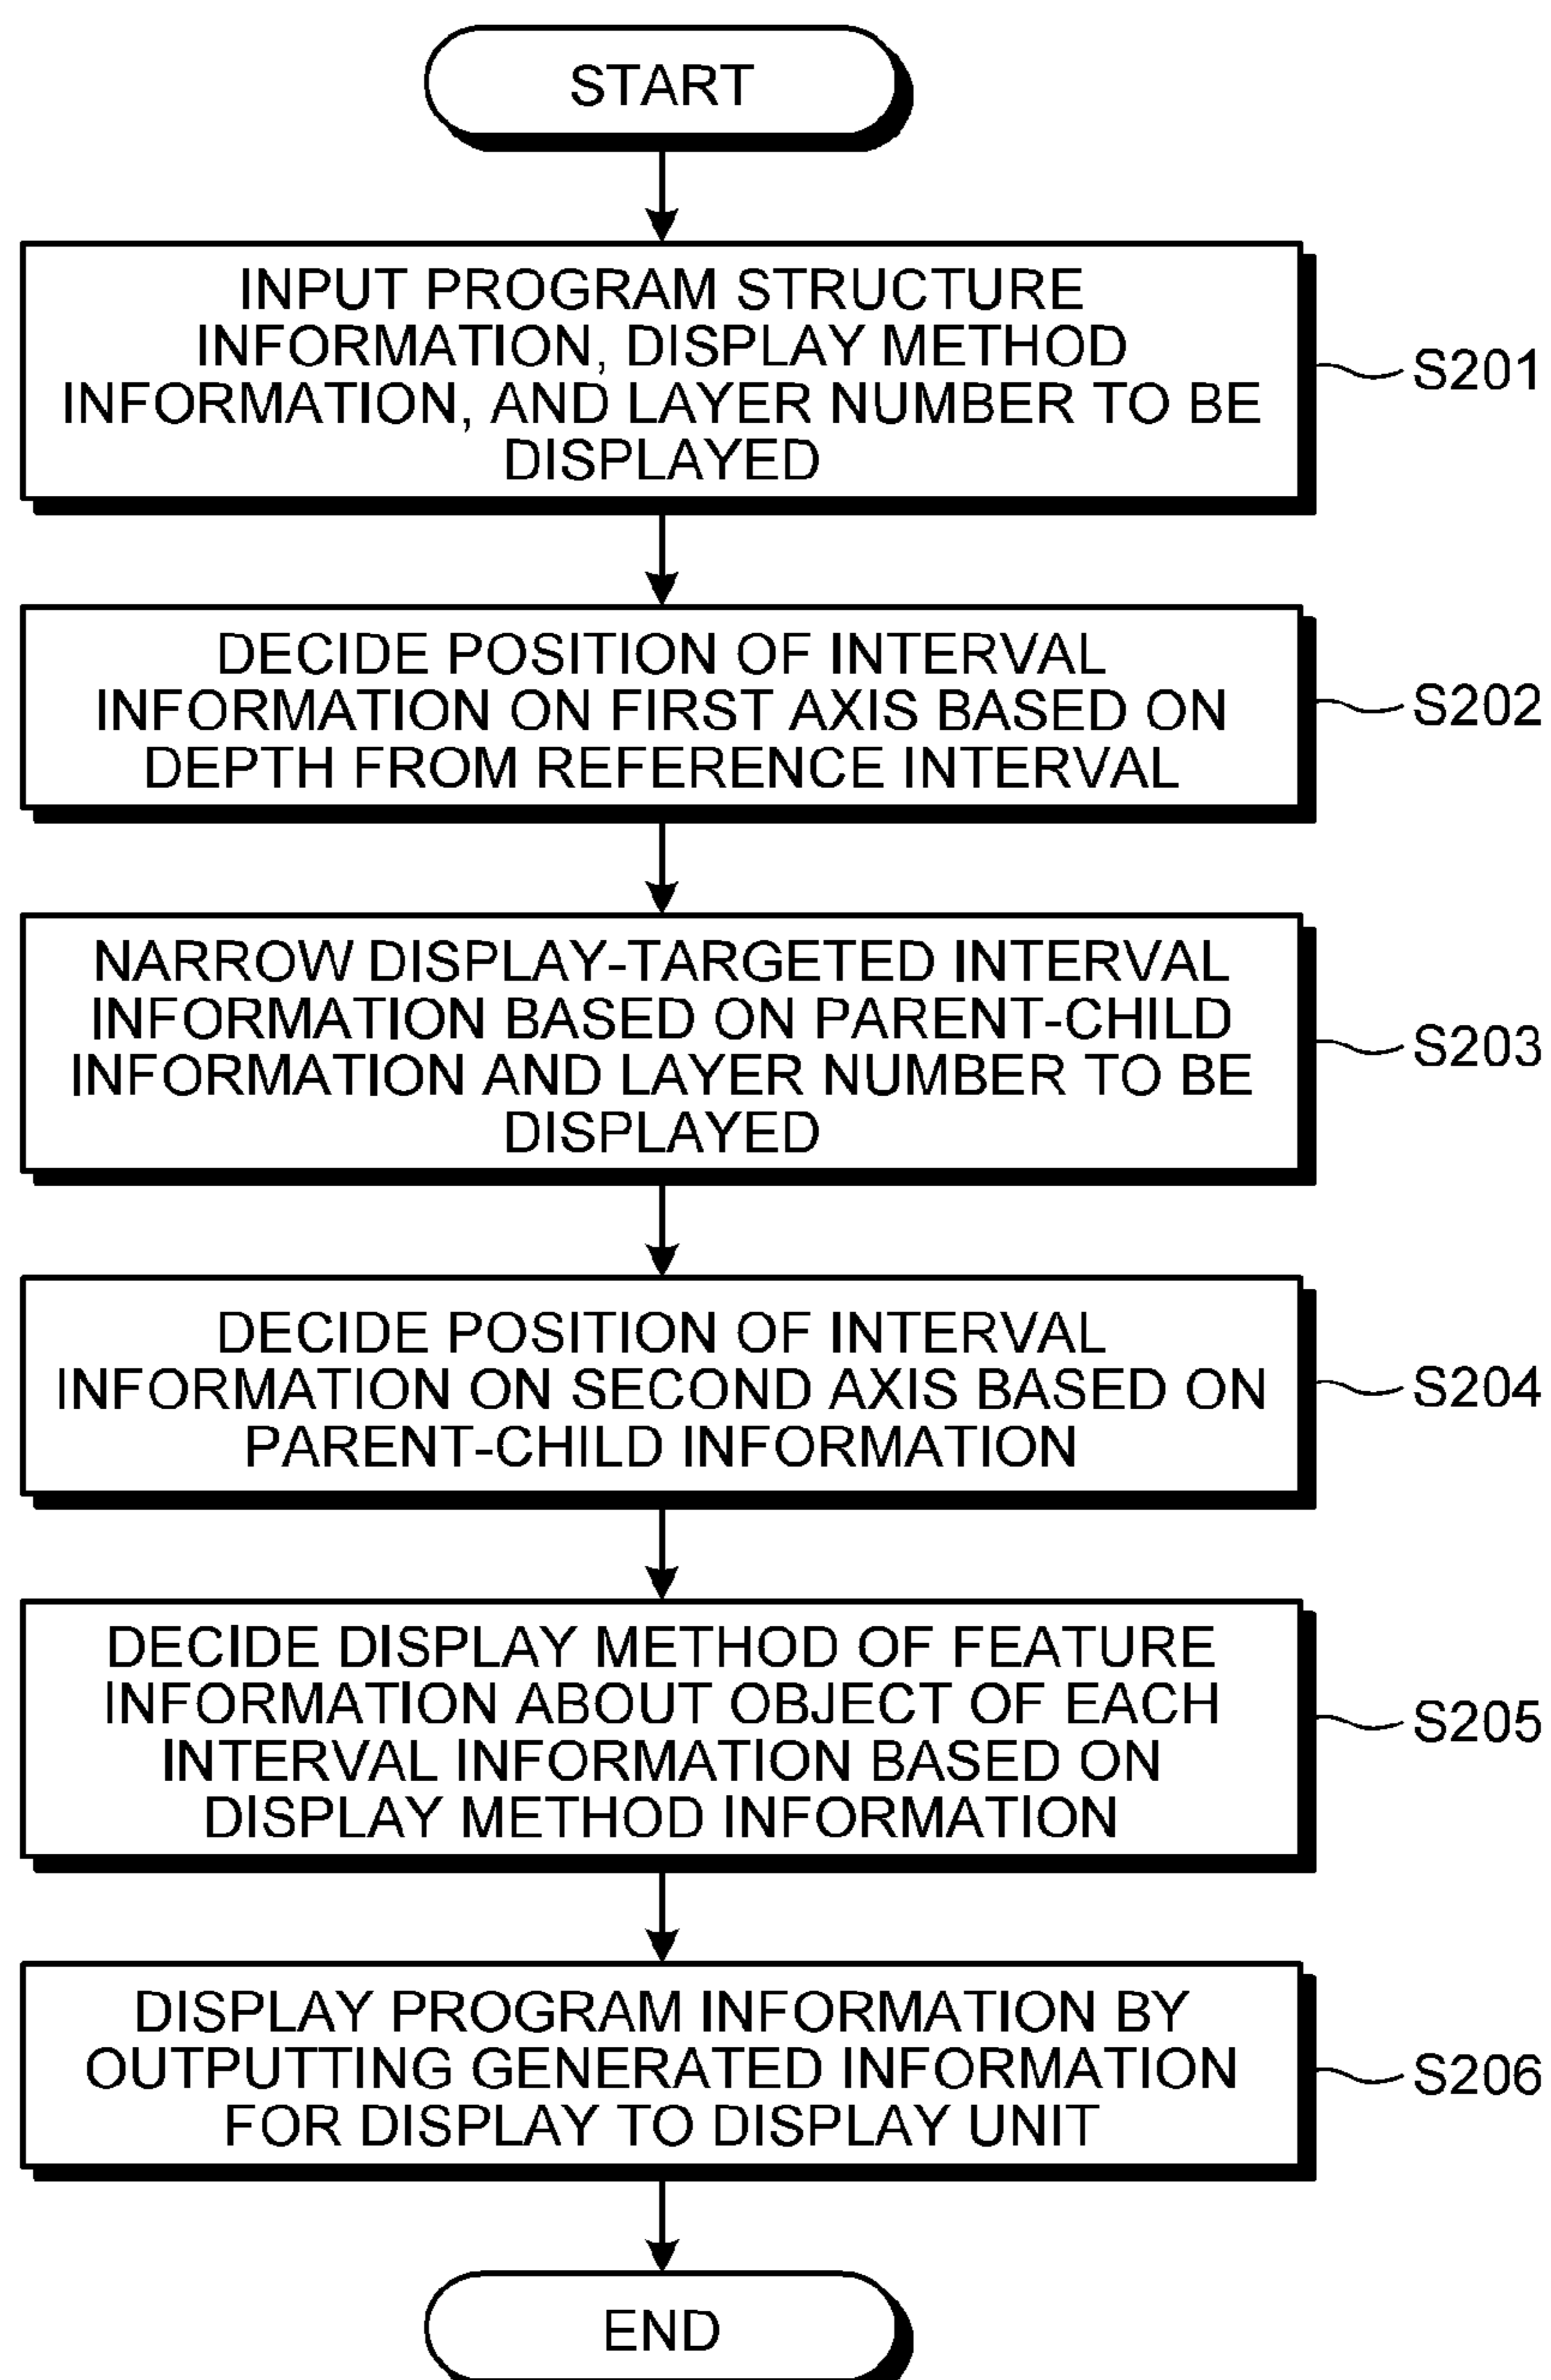 START
INPUT PROGRAM STRUCTURE
INFORMATION, DISPLAY METHOD
INFORMATION, AND LAYER NUMBER TO BE
DISPLAYED
S201
DECIDE POSITION OF INTERVAL
INFORMATION ON FIRST AXIS BASED ON
DEPTH FROM REFERENCE INTERVAL
S202
NARROW DISPLAY-TARGETED INTERVAL
INFORMATION BASED ON PARENT-CHILD
INFORMATION AND LAYER NUMBER TO BE
DISPLAYED
S203
DECIDE POSITION OF INTERVAL
INFORMATION ON SECOND AXIS BASED ON
PARENT-CHILD INFORMATION
S204
DECIDE DISPLAY METHOD OF FEATURE
INFORMATION ABOUT OBJECT OF EACH
INTERVAL INFORMATION BASED ON
DISPLAY METHOD INFORMATION
S205
DISPLAY PROGRAM INFORMATION BY
OUTPUTTING GENERATED INFORMATION
FOR DISPLAY TO DISPLAY UNIT
S206
END